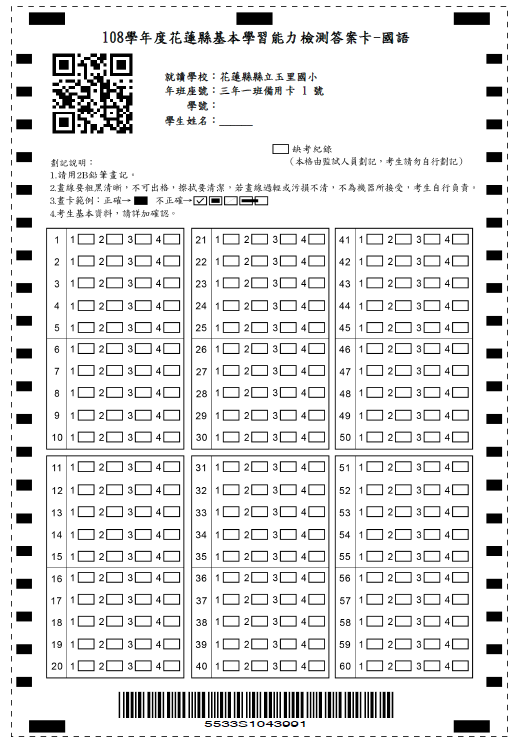 108學年度花蓮縣基本學習能力檢測答案卡-國語
就讀學校：花蓮縣縣立玉里國小
年班座號：三年一班備用卡 1 號
學號：
學生姓名：______
缺考紀錄
（本格由監試人員劃記，考生請勿自行劃記）
劃記說明：
1.請用2B鉛筆畫記。
2.畫線要粗黑清晰，不可出格，擦拭要清潔。若畫線過輕或污損不清，不為機器所接受，考生自行負責。
3.畫卡範例：正確→ 不正確→
4.考生基本資料，請詳加確認。
1 1 2 3 4 21 1 2 3 4 41 1 2 3 4
2 1 2 3 4 22 1 2 3 4 42 1 2 3 4
3 1 2 3 4 23 1 2 3 4 43 1 2 3 4
4 1 2 3 4 24 1 2 3 4 44 1 2 3 4
5 1 2 3 4 25 1 2 3 4 45 1 2 3 4
6 1 2 3 4 26 1 2 3 4 46 1 2 3 4
7 1 2 3 4 27 1 2 3 4 47 1 2 3 4
8 1 2 3 4 28 1 2 3 4 48 1 2 3 4
9 1 2 3 4 29 1 2 3 4 49 1 2 3 4
10 1 2 3 4 30 1 2 3 4 50 1 2 3 4
11 1 2 3 4 31 1 2 3 4 51 1 2 3 4
12 1 2 3 4 32 1 2 3 4 52 1 2 3 4
13 1 2 3 4 33 1 2 3 4 53 1 2 3 4
14 1 2 3 4 34 1 2 3 4 54 1 2 3 4
15 1 2 3 4 35 1 2 3 4 55 1 2 3 4
16 1 2 3 4 36 1 2 3 4 56 1 2 3 4
17 1 2 3 4 37 1 2 3 4 57 1 2 3 4
18 1 2 3 4 38 1 2 3 4 58 1 2 3 4
19 1 2 3 4 39 1 2 3 4 59 1 2 3 4
20 1 2 3 4 40 1 2 3 4 60 1 2 3 4
5533S1043991